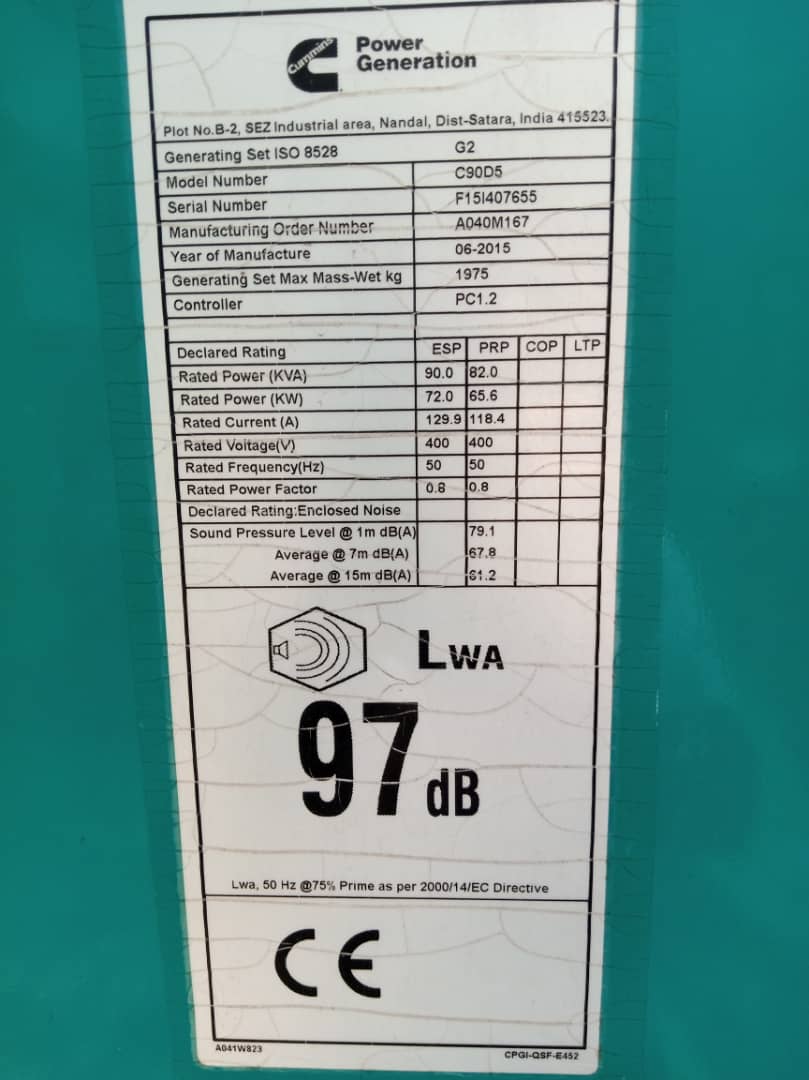 Cummins
Power
Generation
Plot No.B-2, SEZ Industrial area, Nandal, Dist-Satara, India 415523.
Generating Set ISO 8528 G2
Model Number C90D5
Serial Number F15I407655
Manufacturing Order Number A040M167
Year of Manufacture 06-2015
Generating Set Max Mass-Wet kg 1975
Controller PC1.2
Declared Rating ESP PRP COP LTP
Rated Power (KVA) 90.0 82.0
Rated Power (KW) 72.0 65.6
Rated Current (A) 129.9 118.4
Rated Voltage(V) 400 400
Rated Frequency(Hz) 50 50
Rated Power Factor 0.8 0.8
Declared Rating:Enclosed Noise
Sound Pressure Level @ 1m dB(A) 79.1
Average @ 7m dB(A) 67.8
Average @ 15m dB(A) 61.2
LWA
97 dB
Lwa, 50 Hz @75% Prime as per 2000/14/EC Directive
CE
A041W823 CPGI-QSF-E452